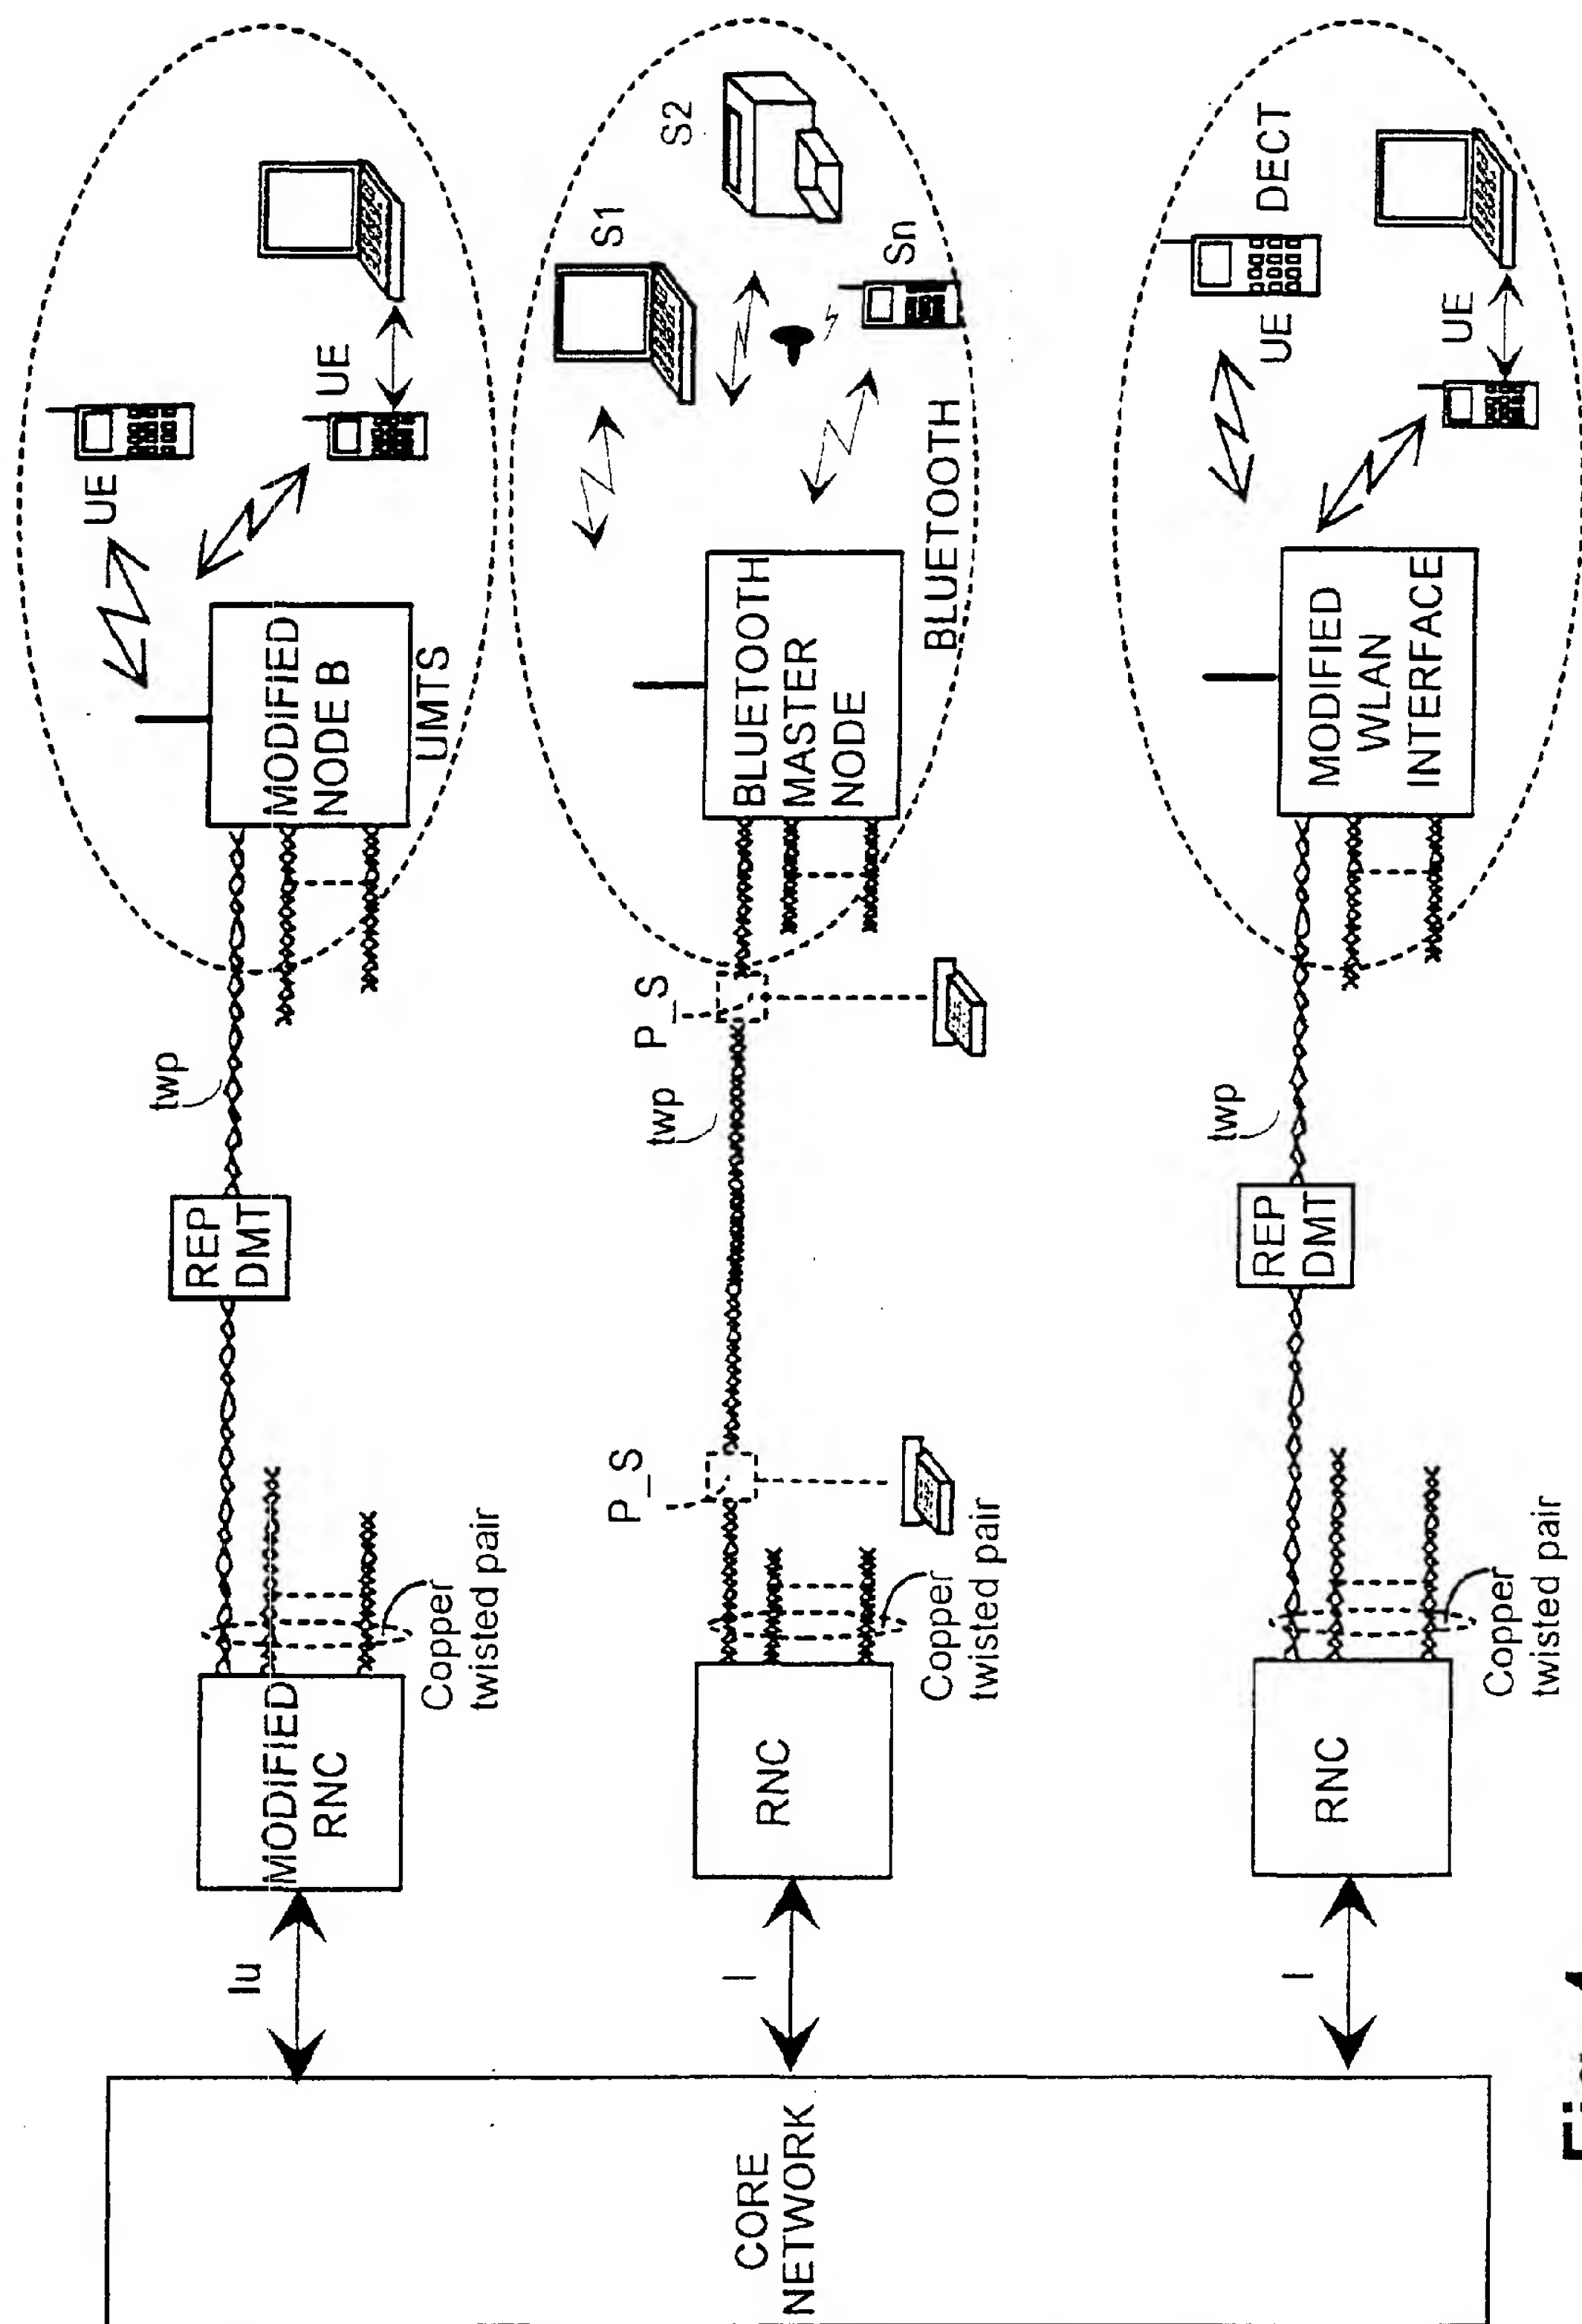 CORE
NETWORK
Iu
MODIFIED
RNC
Copper
twisted pair
REP
DMT
twp
MODIFIED
NODE B
UMTS
UE
UE
I
RNC
Copper
twisted pair
P_S
twp
P_S
BLUETOOTH
MASTER
NODE
BLUETOOTH
S1
S2
Sn
I
RNC
Copper
twisted pair
REP
DMT
twp
MODIFIED
WLAN
INTERFACE
UE
DECT
UE